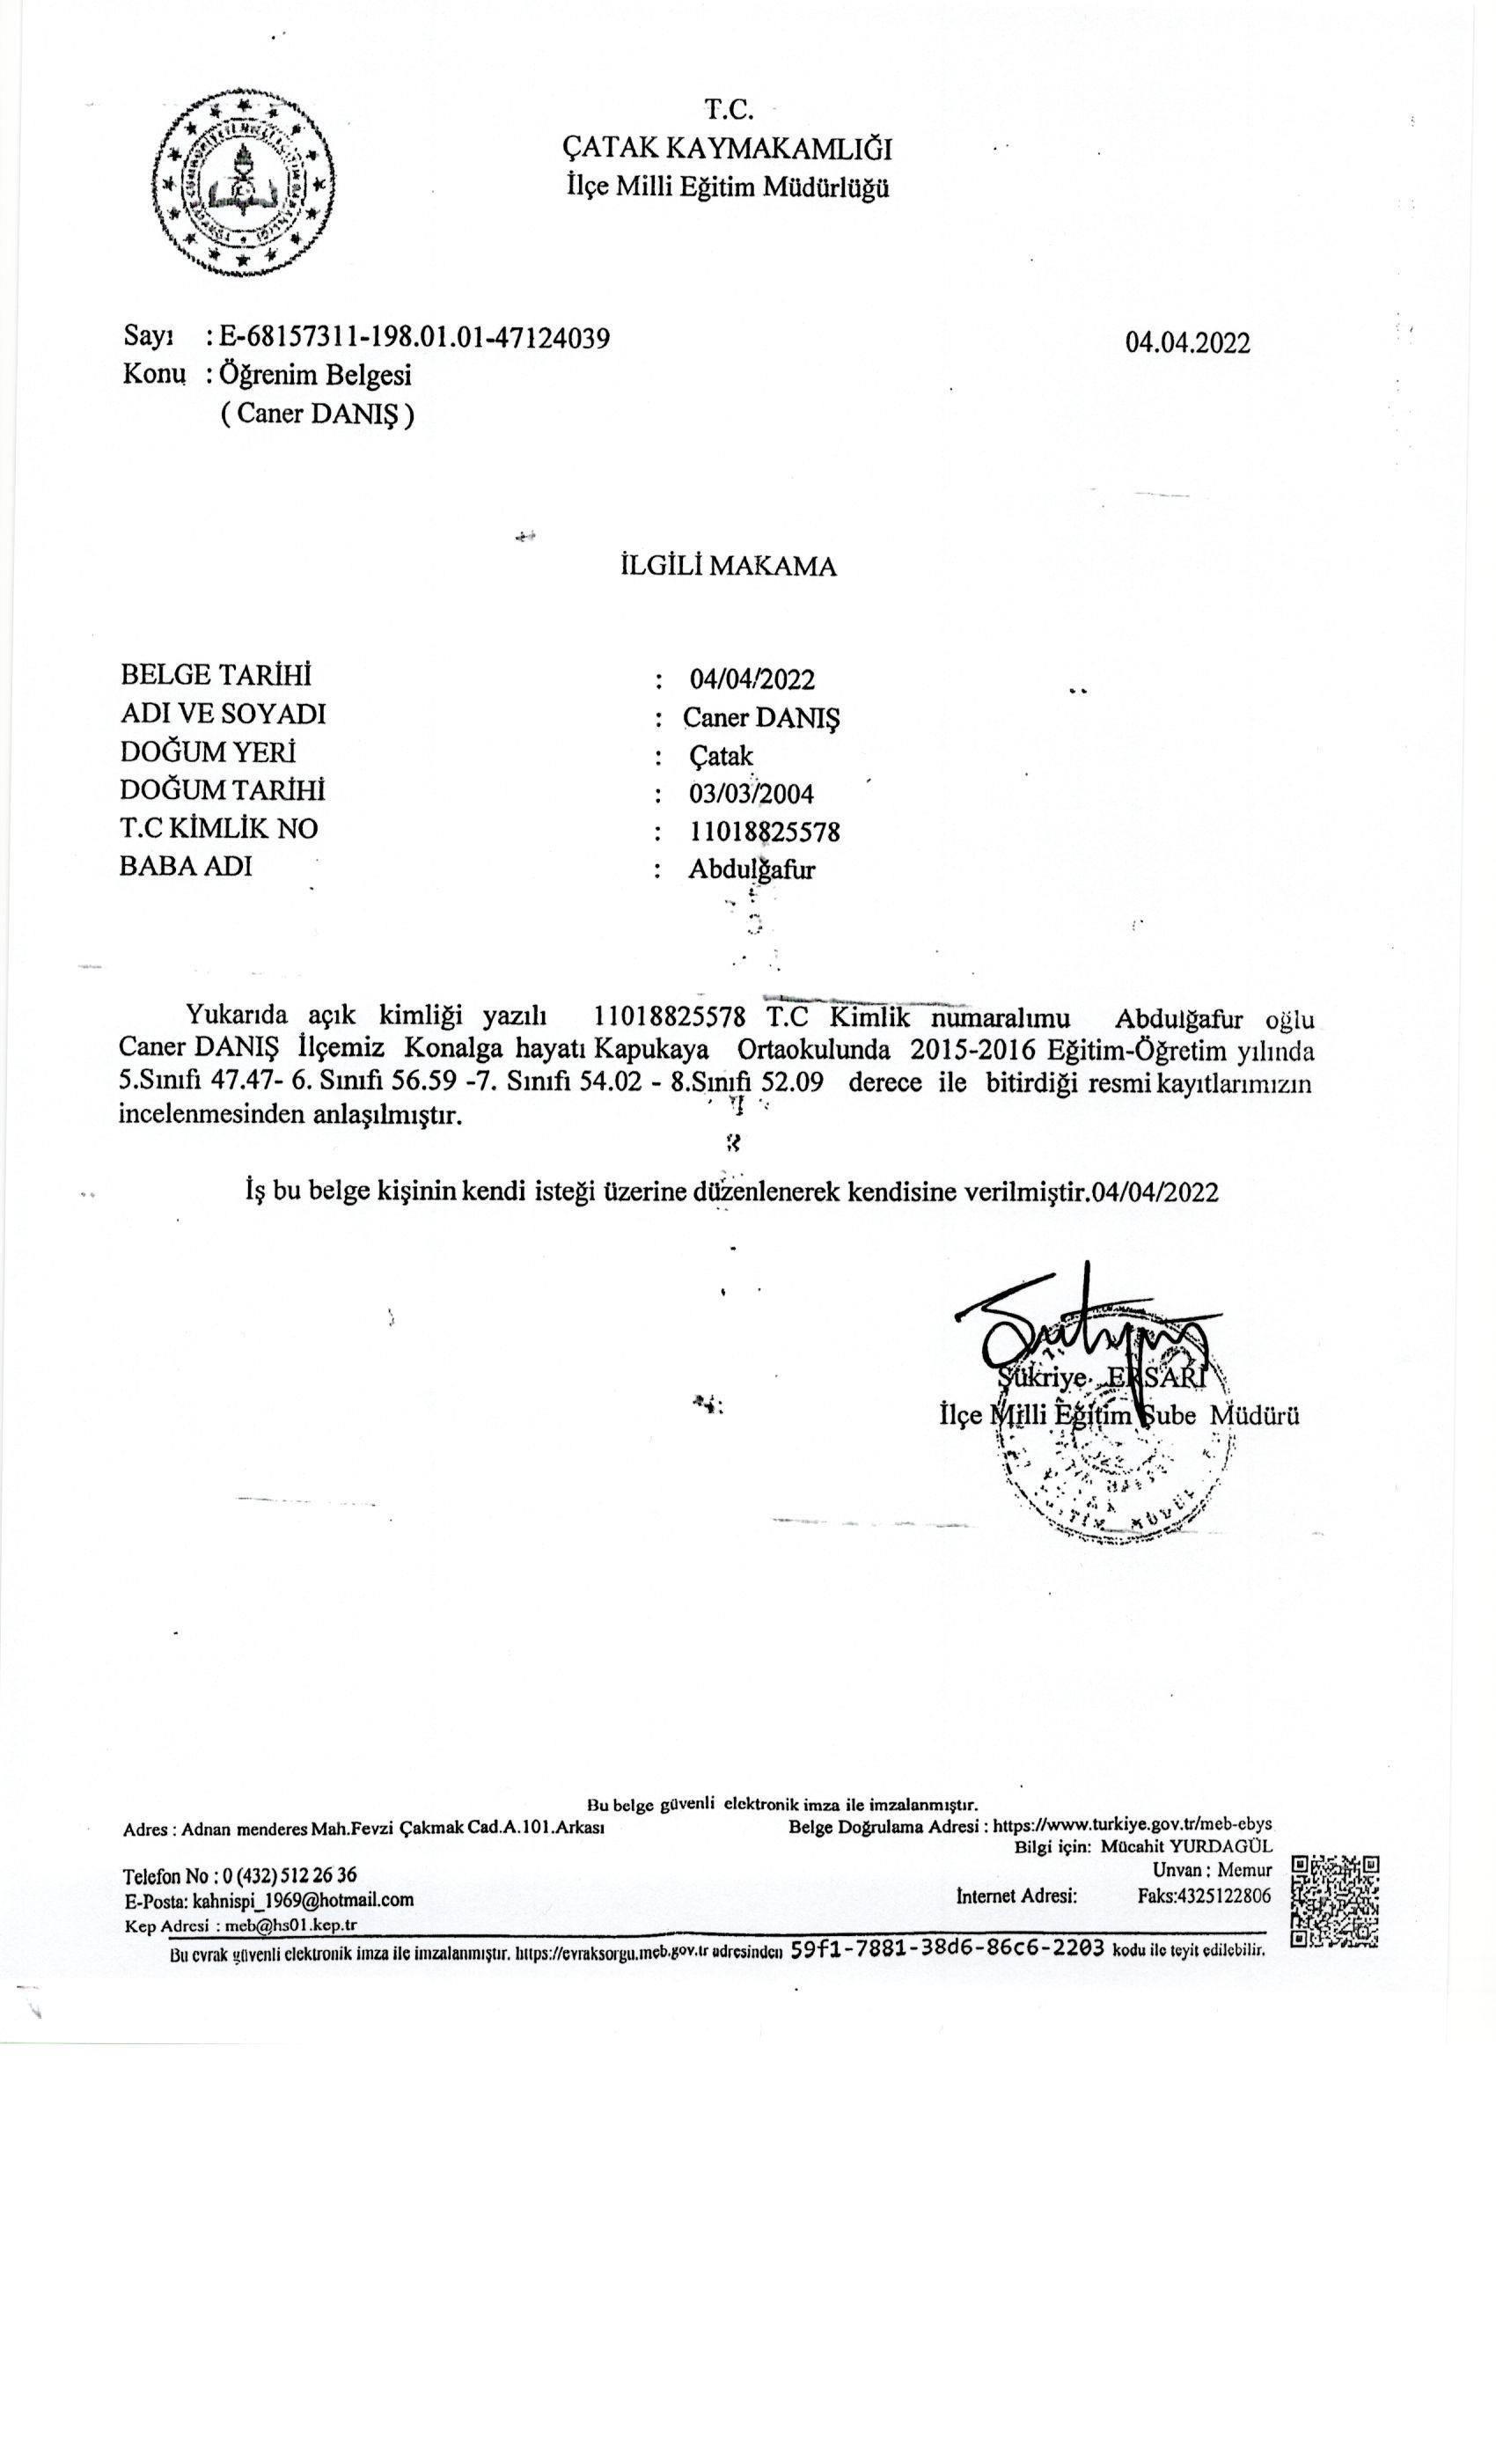 T.C.
ÇATAK KAYMAKAMLIĞI
İlçe Milli Eğitim Müdürlüğü
Sayı : E-68157311-198.01.01-47124039 04.04.2022
Konu : Öğrenim Belgesi
( Caner DANIŞ )
İLGİLİ MAKAMA
BELGE TARİHİ : 04/04/2022
ADI VE SOYADI : Caner DANIŞ
DOĞUM YERİ : Çatak
DOĞUM TARİHİ : 03/03/2004
T.C KİMLİK NO : 11018825578
BABA ADI : Abdulğafur
Yukarıda açık kimliği yazılı 11018825578 T.C Kimlik numaralımu Abdulğafur oğlu
Caner DANIŞ İlçemiz Konalga hayatı Kapukaya Ortaokulunda 2015-2016 Eğitim-Öğretim yılında
5.Sınıfi 47.47- 6. Sınıfi 56.59 -7. Sınıfi 54.02 - 8.Sınıfi 52.09 derece ile bitirdiği resmi kayıtlarımızın
incelenmesinden anlaşılmıştır.
İş bu belge kişinin kendi isteği üzerine düzenlenerek kendisine verilmiştir.04/04/2022
Şükriye ERSARİ
İlçe Milli Eğitim Şube Müdürü
Bu belge güvenli elektronik imza ile imzalanmıştır.
Adres : Adnan menderes Mah.Fevzi Çakmak Cad.A.101.Arkası Belge Doğrulama Adresi : https://www.turkiye.gov.tr/meb-ebys
Bilgi için: Mücahit YURDAGÜL
Telefon No : 0 (432) 512 26 36 Unvan : Memur
E-Posta: kahnispi_1969@hotmail.com İnternet Adresi: Faks:4325122806
Kep Adresi : meb@hs01.kep.tr
Bu evrak güvenli elektronik imza ile imzalanmıştır. https://evraksorgu.meb.gov.tr adresinden 59f1-7881-38d6-86c6-2203 kodu ile teyit edilebilir.